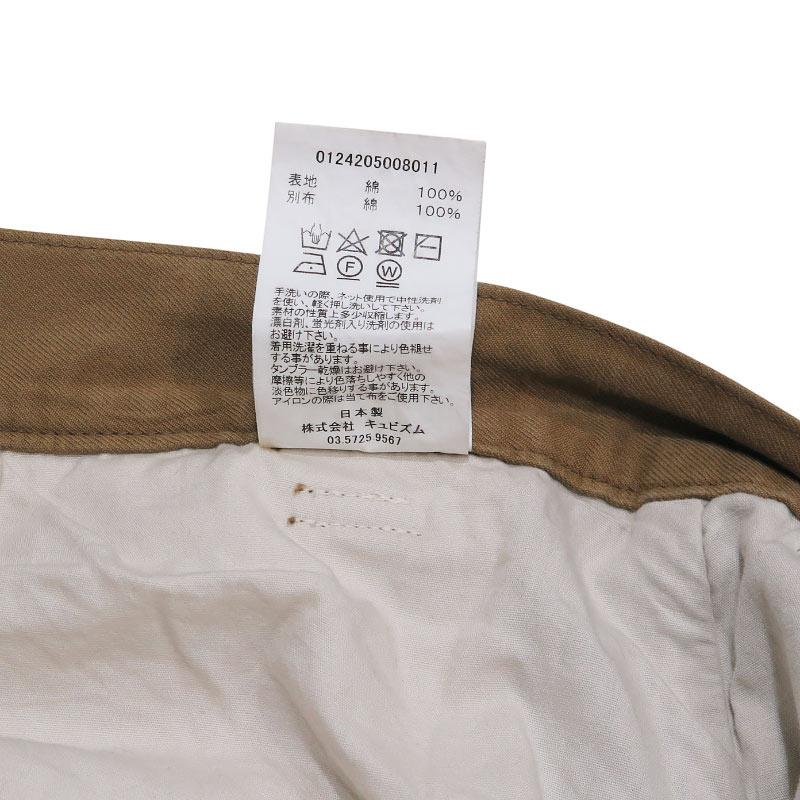 0124205008011
表地 綿 100%
別布 綿 100%
F W
手洗いの際、ネット使用で中性洗剤
を使い、軽く押し洗いして下さい。
素材の性質上多少収縮します。
漂白剤、蛍光剤入り洗剤の使用は
お避け下さい。
着用洗濯を重ねる事により色褪せ
する事があります。
タンブラー乾燥はお避け下さい。
摩擦等により色落ちしやすく他の
淡色物に色移りする事があります。
アイロンの際は当て布をご使用下さい。
日本製
株式会社 キュビズム
03.5725.9567